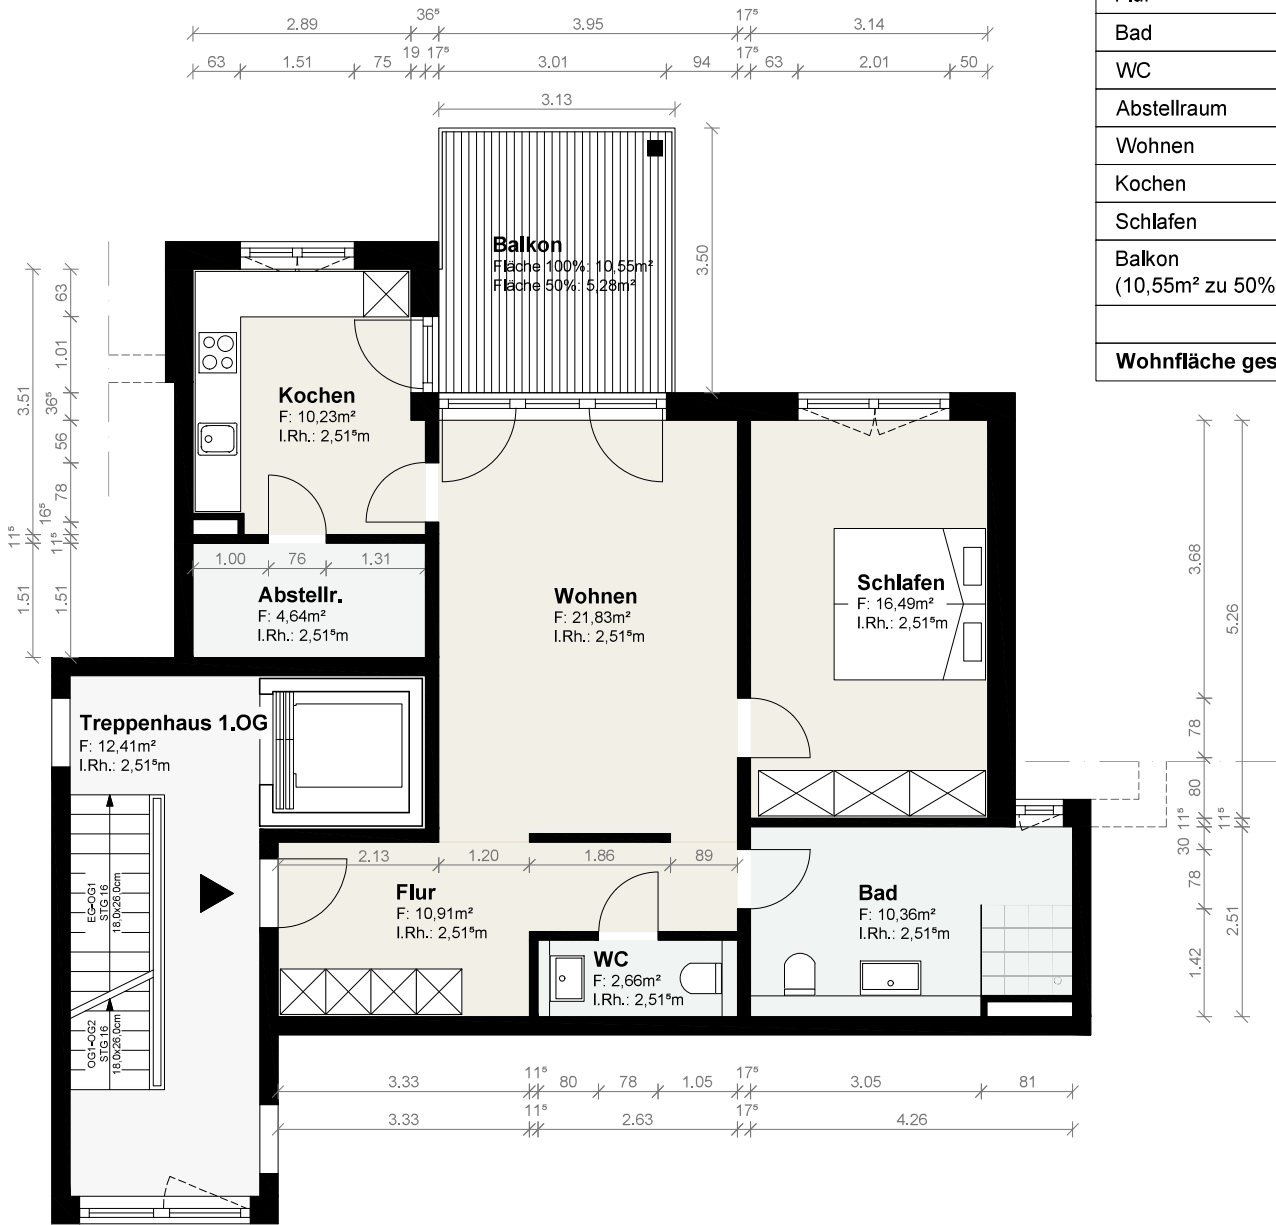 2.89
36⁵
3.95
17⁵
3.14
63
1.51
75
19
17⁵
3.01
94
17⁵
63
2.01
50
3.13
Bad
WC
Abstellraum
Wohnen
Kochen
Schlafen
Balkon
(10,55m² zu 50%
Wohnfläche ges
Balkon
Fläche 100%: 10,55m²
Fläche 50%: 5,28m²
3.50
3.51
11⁵
1.51
63
1.01
36⁵
56
78
16⁵
11⁵
1.51
Kochen
F: 10,23m²
I.Rh.: 2,51⁵m
1.00
76
1.31
Abstellr.
F: 4,64m²
I.Rh.: 2,51⁵m
Wohnen
F: 21,83m²
I.Rh.: 2,51⁵m
Schlafen
F: 16,49m²
I.Rh.: 2,51⁵m
3.68
78
80
11⁵
30
78
1.42
5.26
11⁵
2.51
Treppenhaus 1.OG
F: 12,41m²
I.Rh.: 2,51⁵m
EG-OG1
STG 16
18,0x26,0cm
OG1-OG2
STG 16
18,0x26,0cm
2.13
1.20
1.86
89
Flur
F: 10,91m²
I.Rh.: 2,51⁵m
WC
F: 2,66m²
I.Rh.: 2,51⁵m
Bad
F: 10,36m²
I.Rh.: 2,51⁵m
3.33
11⁵
80
78
1.05
17⁵
3.05
81
3.33
11⁵
2.63
17⁵
4.26